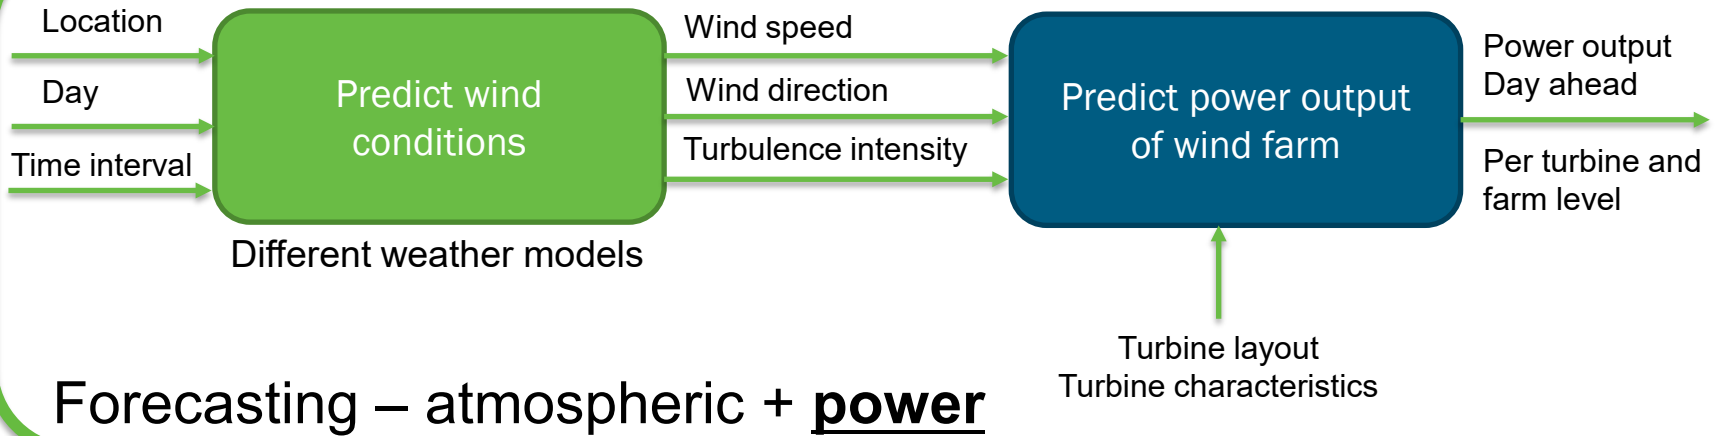 Location
Day
Time interval
Predict wind
conditions
Different weather models
Wind speed
Wind direction
Turbulence intensity
Predict power output
of wind farm
Turbine layout
Turbine characteristics
Power output
Day ahead
Per turbine and
farm level
Forecasting – atmospheric + power